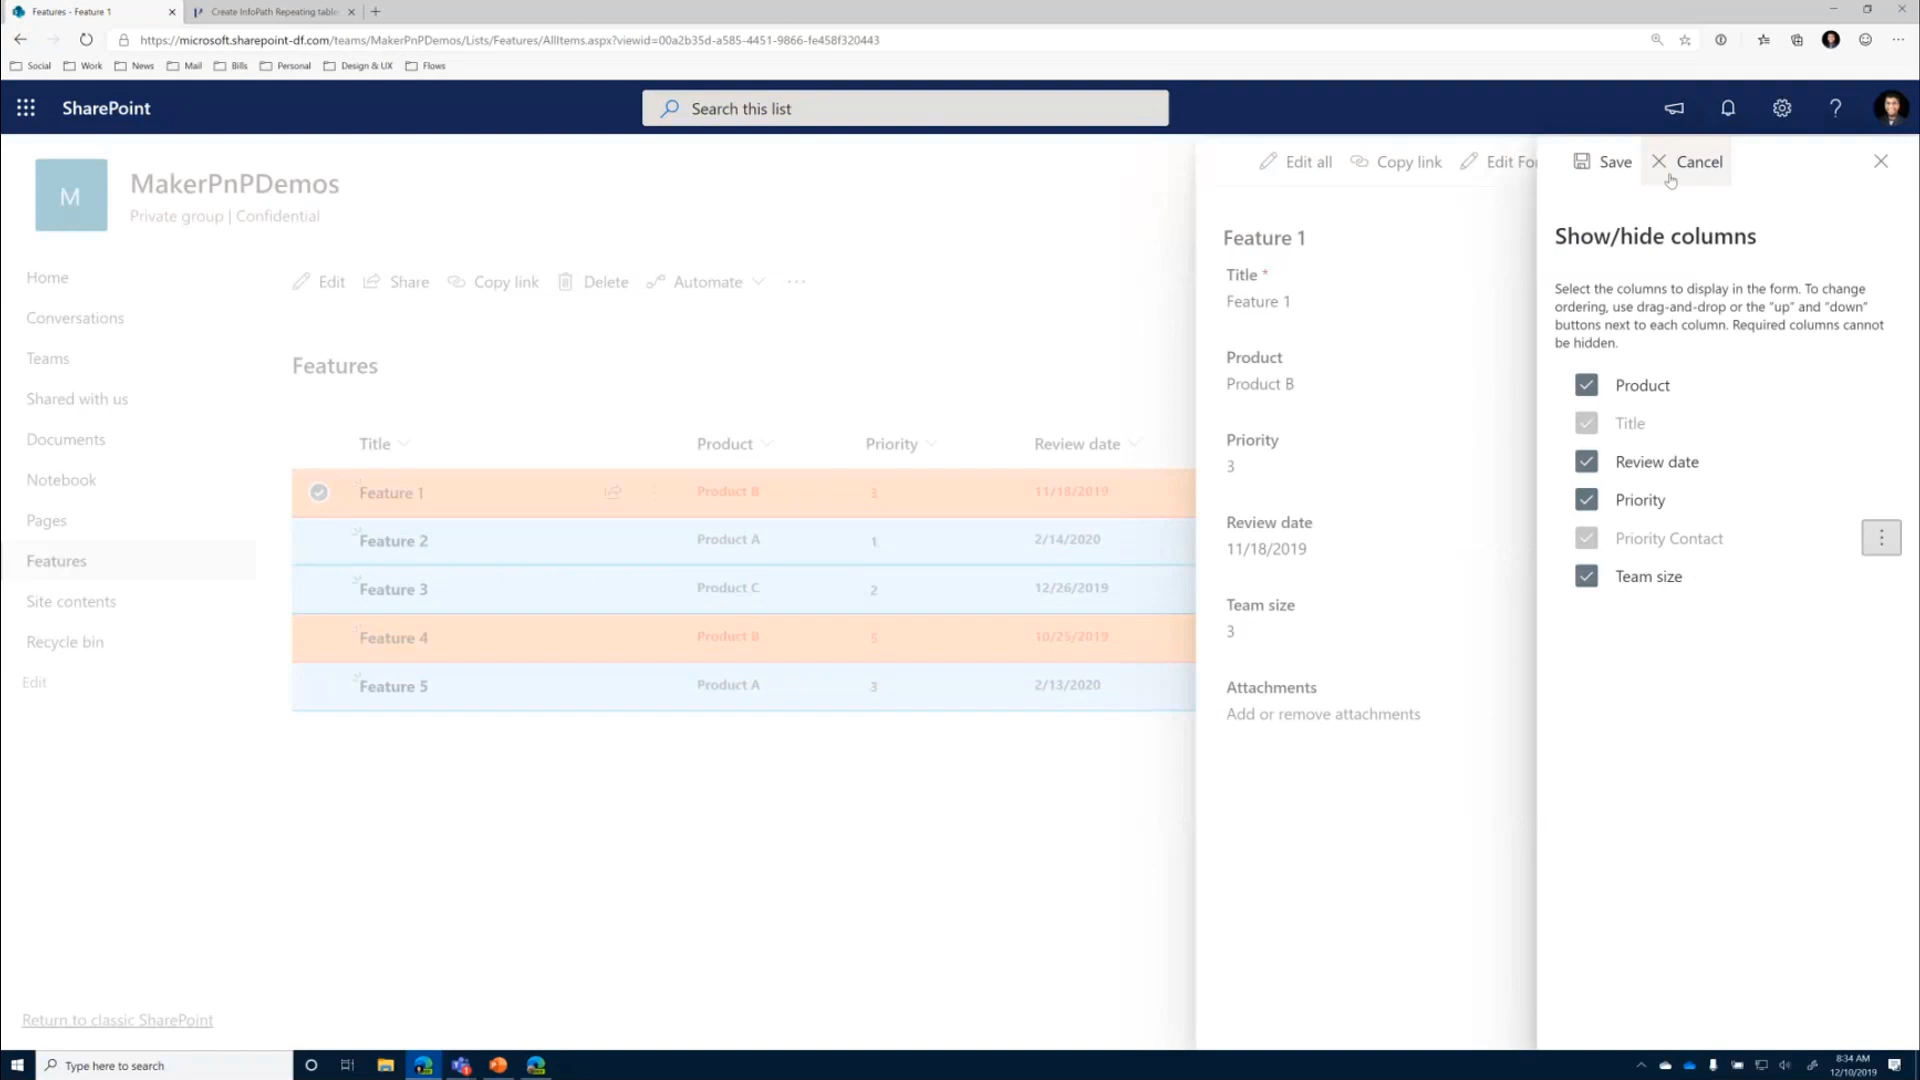 Features - Feature 1
Create InfoPath Repeating table
https://microsoft.sharepoint-df.com/teams/MakerPnPDemos/Lists/Features/AllItems.aspx?viewid=00a2b35d-a585-4451-9866-fe458f320443
Social Work News Mail Bills Personal Design & UX Flows
SharePoint
Search this list
M
MakerPnPDemos
Private group | Confidential
Home
Conversations
Teams
Shared with us
Documents
Notebook
Pages
Features
Site contents
Recycle bin
Edit
Return to classic SharePoint
Edit Share Copy link Delete Automate
Features
Title Product Priority Review date
Feature 1 Product B 3 11/18/2019
Feature 2 Product A 1 2/14/2020
Feature 3 Product C 2 12/26/2019
Feature 4 Product B 5 10/25/2019
Feature 5 Product A 3 2/13/2020
Edit all Copy link Edit For
Feature 1
Title *
Feature 1
Product
Product B
Priority
3
Review date
11/18/2019
Team size
3
Attachments
Add or remove attachments
Save Cancel
Show/hide columns
Select the columns to display in the form. To change
ordering, use drag-and-drop or the "up" and "down"
buttons next to each column. Required columns cannot
be hidden.
Product
Title
Review date
Priority
Priority Contact
Team size
Type here to search
8:34 AM
12/10/2019